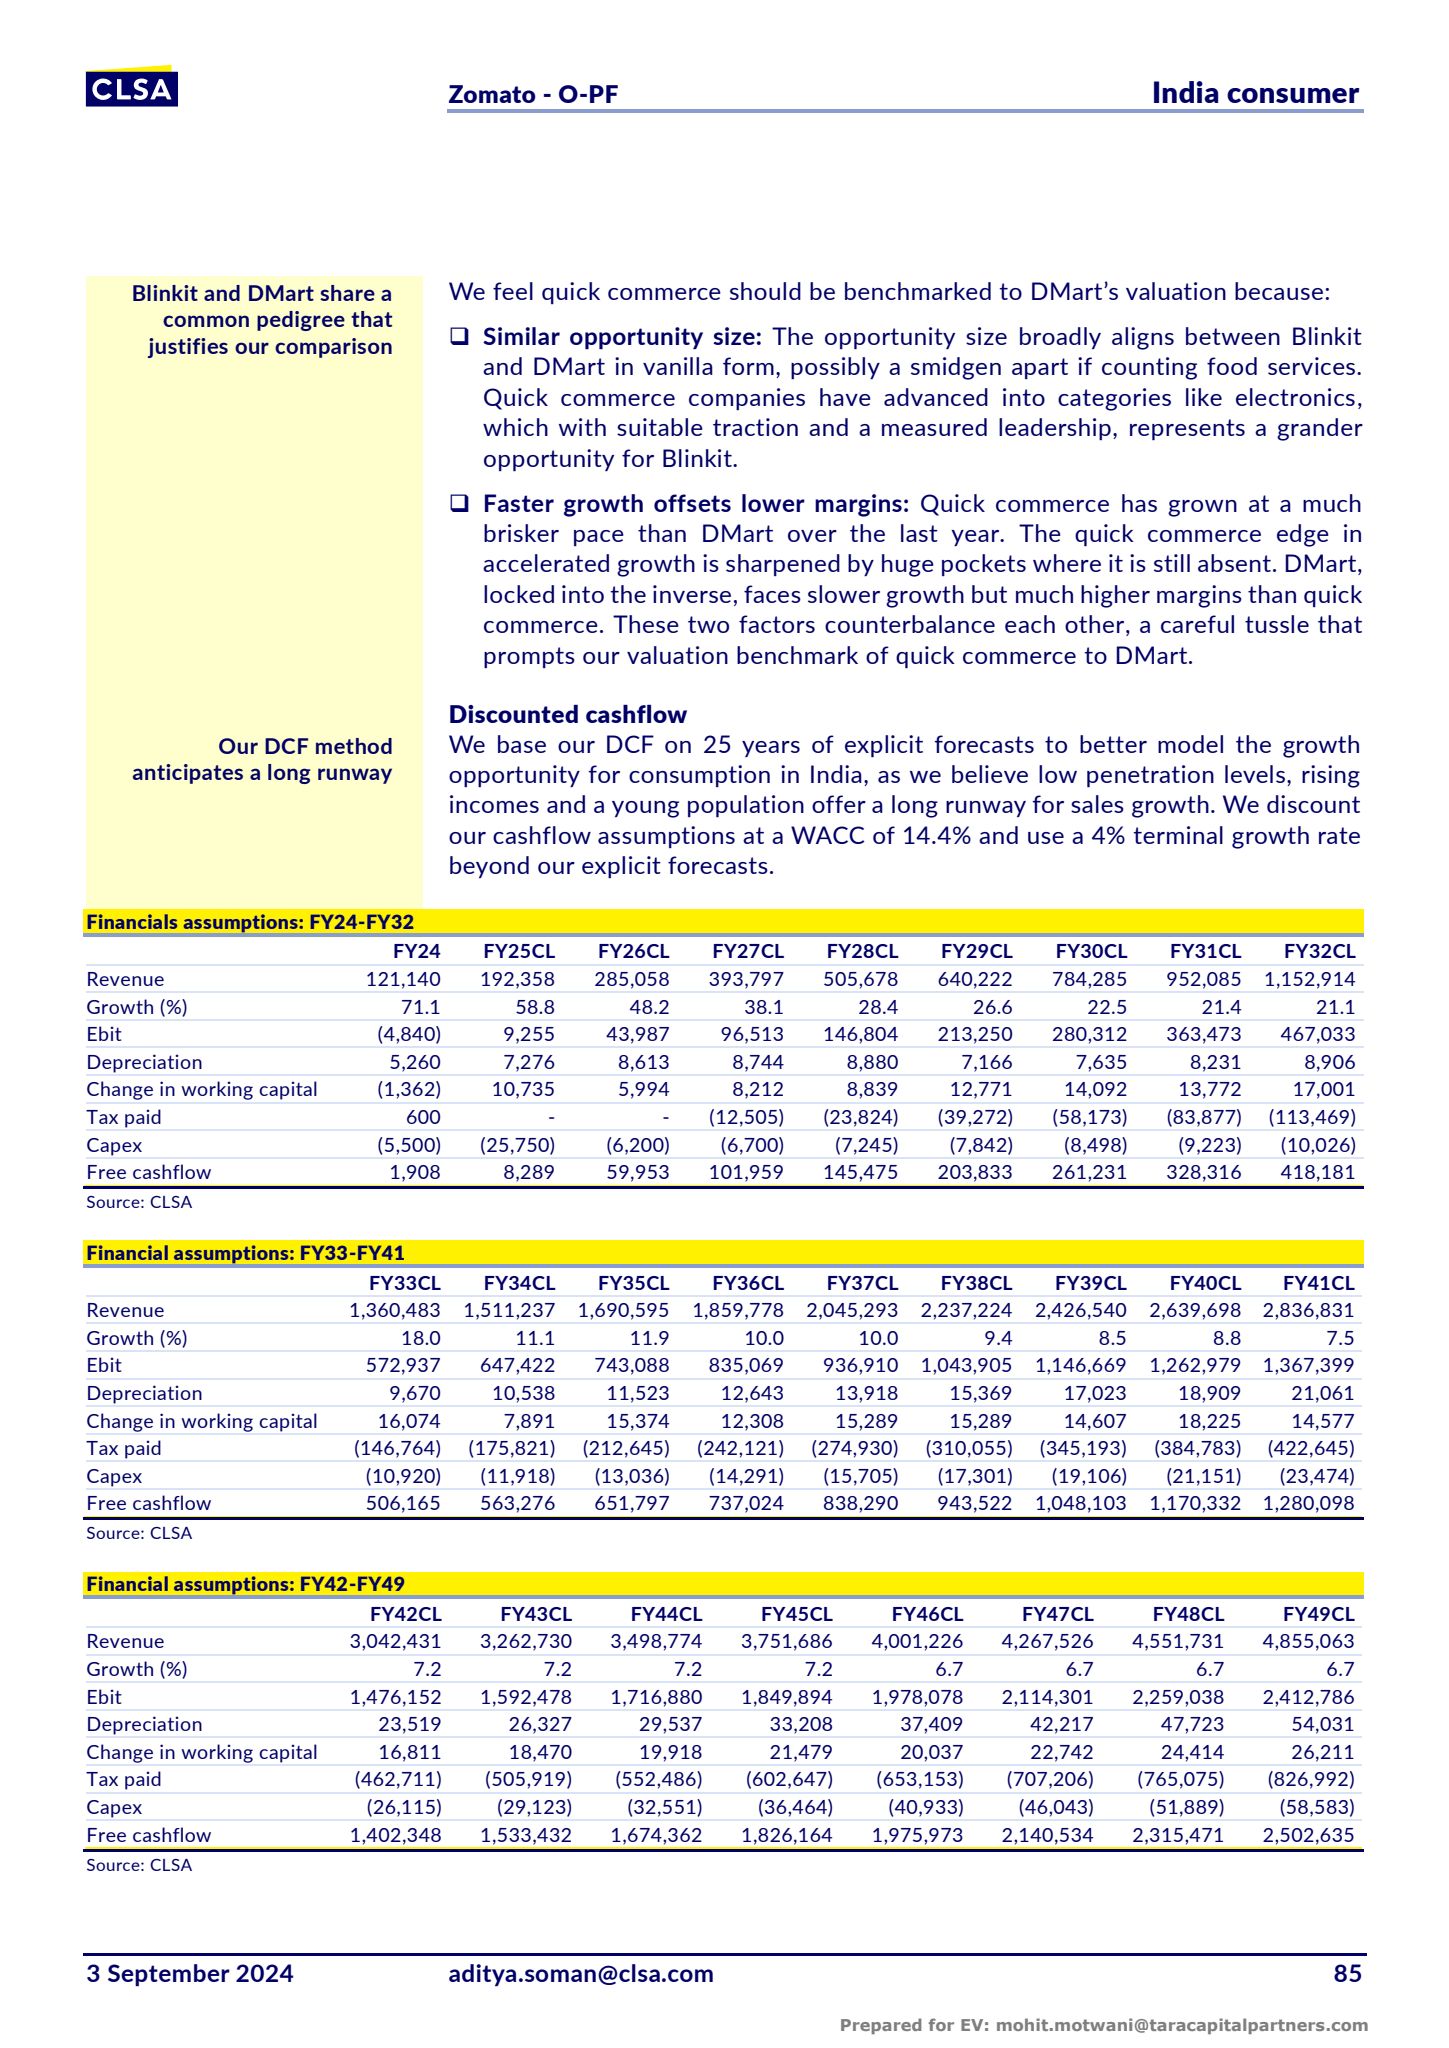 CLSA
Zomato - O-PF
India consumer
Blinkit and DMart share a
common pedigree that
justifies our comparison
We feel quick commerce should be benchmarked to DMart’s valuation because:
❑ Similar opportunity size: The opportunity size broadly aligns between Blinkit
and DMart in vanilla form, possibly a smidgen apart if counting food services.
Quick commerce companies have advanced into categories like electronics,
which with suitable traction and a measured leadership, represents a grander
opportunity for Blinkit.
❑ Faster growth offsets lower margins: Quick commerce has grown at a much
brisker pace than DMart over the last year. The quick commerce edge in
accelerated growth is sharpened by huge pockets where it is still absent. DMart,
locked into the inverse, faces slower growth but much higher margins than quick
commerce. These two factors counterbalance each other, a careful tussle that
prompts our valuation benchmark of quick commerce to DMart.
Discounted cashflow
Our DCF method
anticipates a long runway
We base our DCF on 25 years of explicit forecasts to better model the growth
opportunity for consumption in India, as we believe low penetration levels, rising
incomes and a young population offer a long runway for sales growth. We discount
our cashflow assumptions at a WACC of 14.4% and use a 4% terminal growth rate
beyond our explicit forecasts.
Financials assumptions: FY24-FY32
FY24 FY25CL FY26CL FY27CL FY28CL FY29CL FY30CL FY31CL FY32CL
Revenue 121,140 192,358 285,058 393,797 505,678 640,222 784,285 952,085 1,152,914
Growth (%) 71.1 58.8 48.2 38.1 28.4 26.6 22.5 21.4 21.1
Ebit (4,840) 9,255 43,987 96,513 146,804 213,250 280,312 363,473 467,033
Depreciation 5,260 7,276 8,613 8,744 8,880 7,166 7,635 8,231 8,906
Change in working capital (1,362) 10,735 5,994 8,212 8,839 12,771 14,092 13,772 17,001
Tax paid 600 - - (12,505) (23,824) (39,272) (58,173) (83,877) (113,469)
Capex (5,500) (25,750) (6,200) (6,700) (7,245) (7,842) (8,498) (9,223) (10,026)
Free cashflow 1,908 8,289 59,953 101,959 145,475 203,833 261,231 328,316 418,181
Source: CLSA
Financial assumptions: FY33-FY41
FY33CL FY34CL FY35CL FY36CL FY37CL FY38CL FY39CL FY40CL FY41CL
Revenue 1,360,483 1,511,237 1,690,595 1,859,778 2,045,293 2,237,224 2,426,540 2,639,698 2,836,831
Growth (%) 18.0 11.1 11.9 10.0 10.0 9.4 8.5 8.8 7.5
Ebit 572,937 647,422 743,088 835,069 936,910 1,043,905 1,146,669 1,262,979 1,367,399
Depreciation 9,670 10,538 11,523 12,643 13,918 15,369 17,023 18,909 21,061
Change in working capital 16,074 7,891 15,374 12,308 15,289 15,289 14,607 18,225 14,577
Tax paid (146,764) (175,821) (212,645) (242,121) (274,930) (310,055) (345,193) (384,783) (422,645)
Capex (10,920) (11,918) (13,036) (14,291) (15,705) (17,301) (19,106) (21,151) (23,474)
Free cashflow 506,165 563,276 651,797 737,024 838,290 943,522 1,048,103 1,170,332 1,280,098
Source: CLSA
Financial assumptions: FY42-FY49
FY42CL FY43CL FY44CL FY45CL FY46CL FY47CL FY48CL FY49CL
Revenue 3,042,431 3,262,730 3,498,774 3,751,686 4,001,226 4,267,526 4,551,731 4,855,063
Growth (%) 7.2 7.2 7.2 7.2 6.7 6.7 6.7 6.7
Ebit 1,476,152 1,592,478 1,716,880 1,849,894 1,978,078 2,114,301 2,259,038 2,412,786
Depreciation 23,519 26,327 29,537 33,208 37,409 42,217 47,723 54,031
Change in working capital 16,811 18,470 19,918 21,479 20,037 22,742 24,414 26,211
Tax paid (462,711) (505,919) (552,486) (602,647) (653,153) (707,206) (765,075) (826,992)
Capex (26,115) (29,123) (32,551) (36,464) (40,933) (46,043) (51,889) (58,583)
Free cashflow 1,402,348 1,533,432 1,674,362 1,826,164 1,975,973 2,140,534 2,315,471 2,502,635
Source: CLSA
3 September 2024
aditya.soman@clsa.com
85
Prepared for EV: mohit.motwani@taracapitalpartners.com